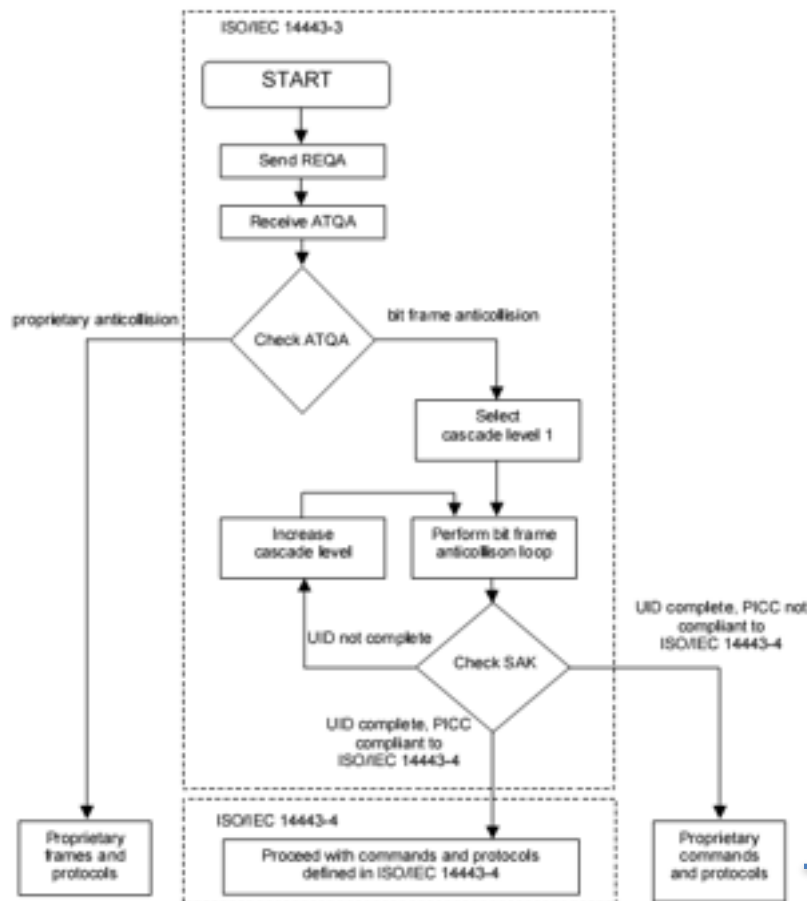 ISO/IEC 14443-3
START
Send REQA
Receive ATQA
proprietary anticollision
bit frame anticollision
Check ATQA
Select
cascade level 1
Increase
cascade level
Perform bit frame
anticollison loop
UID not complete
Check SAK
UID complete, PICC not
compliant to
ISO/IEC 14443-4
UID complete, PICC
compliant to
ISO/IEC 14443-4
ISO/IEC 14443-4
Proprietary
frames and
protocols
Proceed with commands and protocols
defined in ISO/IEC 14443-4
Proprietary
commands
and protocols